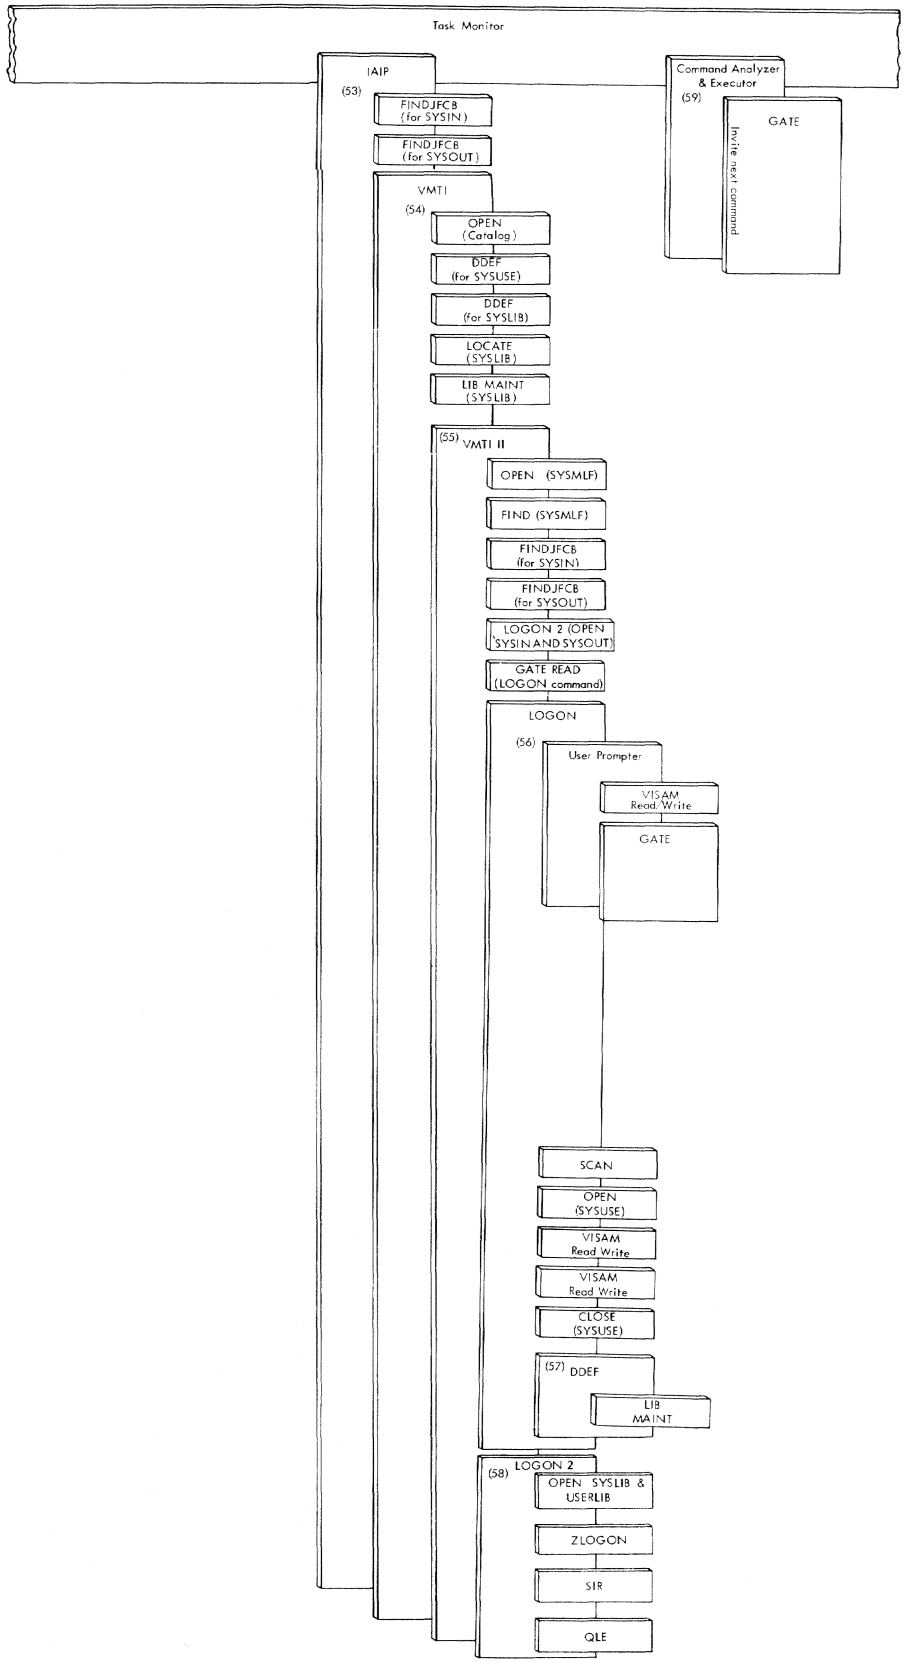 Task Monitor
IAIP
(53)
FINDJFCB
(for SYSIN)
FINDJFCB
(for SYSOUT)
VMTI
(54)
OPEN
(Catalog)
DDEF
(for SYSUSE)
DDEF
(for SYSLIB)
LOCATE
(SYSLIB)
LIB MAINT
(SYSLIB)
(55) VMTI II
OPEN (SYSMLF)
FIND (SYSMLF)
FINDJFCB
(for SYSIN)
FINDJFCB
(for SYSOUT)
LOGON 2 (OPEN
SYSIN AND SYSOUT)
GATE READ
(LOGON command)
LOGON
(56)
User Prompter
VISAM
Read/Write
GATE
SCAN
OPEN
(SYSUSE)
VISAM
Read Write
VISAM
Read Write
CLOSE
(SYSUSE)
(57) DDEF
LIB
MAINT
LOGON 2
(58)
OPEN SYSLIB &
USERLIB
ZLOGON
SIR
QLE
Command Analyzer
& Executor
(59)
GATE
Invite next command